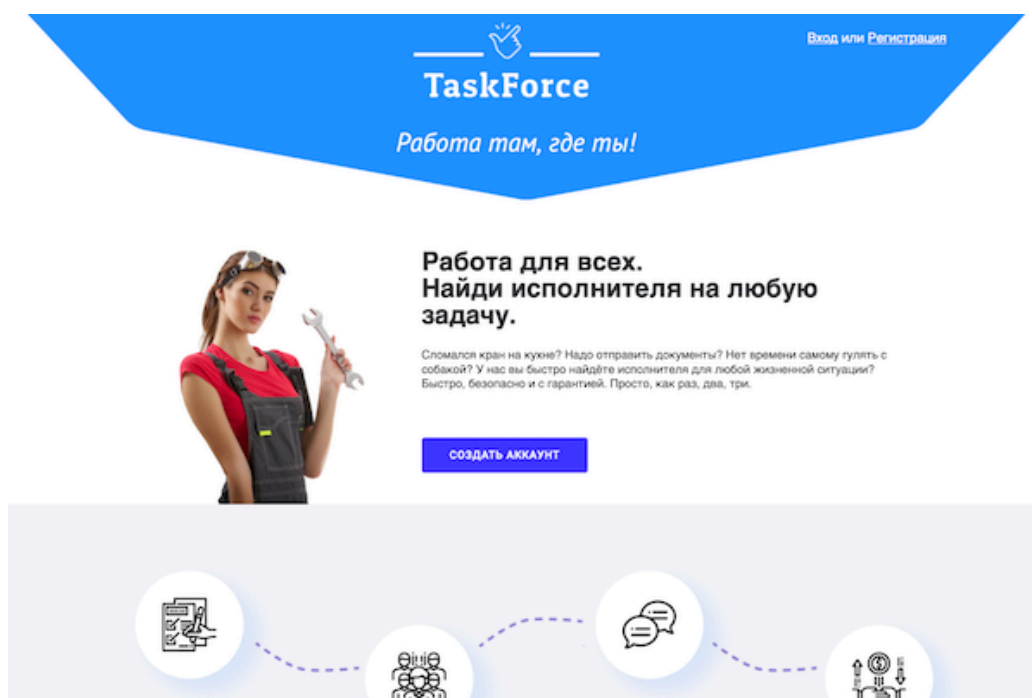 Вход или Регистрация
TaskForce
Работа там, где ты!
Работа для всех.
Найди исполнителя на любую
задачу.
Сломался кран на кухне? Надо отправить документы? Нет времени самому гулять с
собакой? У нас вы быстро найдёте исполнителя для любой жизненной ситуации?
Быстро, безопасно и с гарантией. Просто, как раз, два, три.
СОЗДАТЬ АККАУНТ